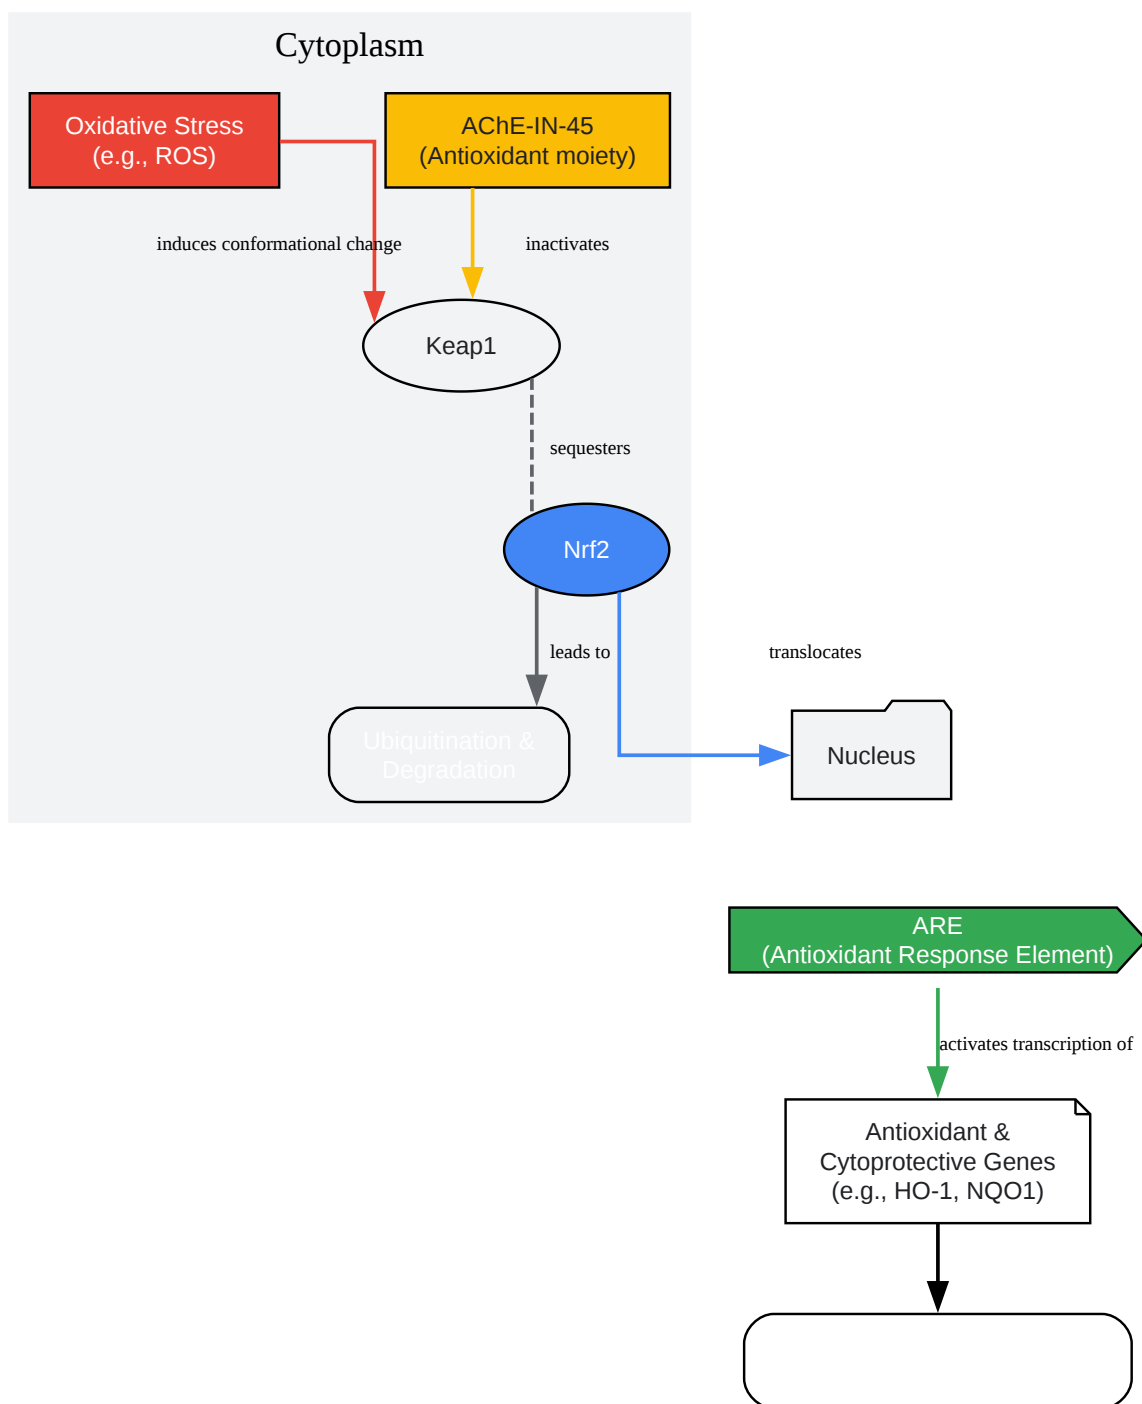 Cytoplasm
Oxidative Stress
(e.g., ROS)
AChE-IN-45
(Antioxidant moiety)
induces conformational change
inactivates
Keap1
sequesters
Nrf2
leads to
translocates
Ubiquitination &
Degradation
Nucleus
ARE
(Antioxidant Response Element)
activates transcription of
Antioxidant &
Cytoprotective Genes
(e.g., HO-1, NQO1)